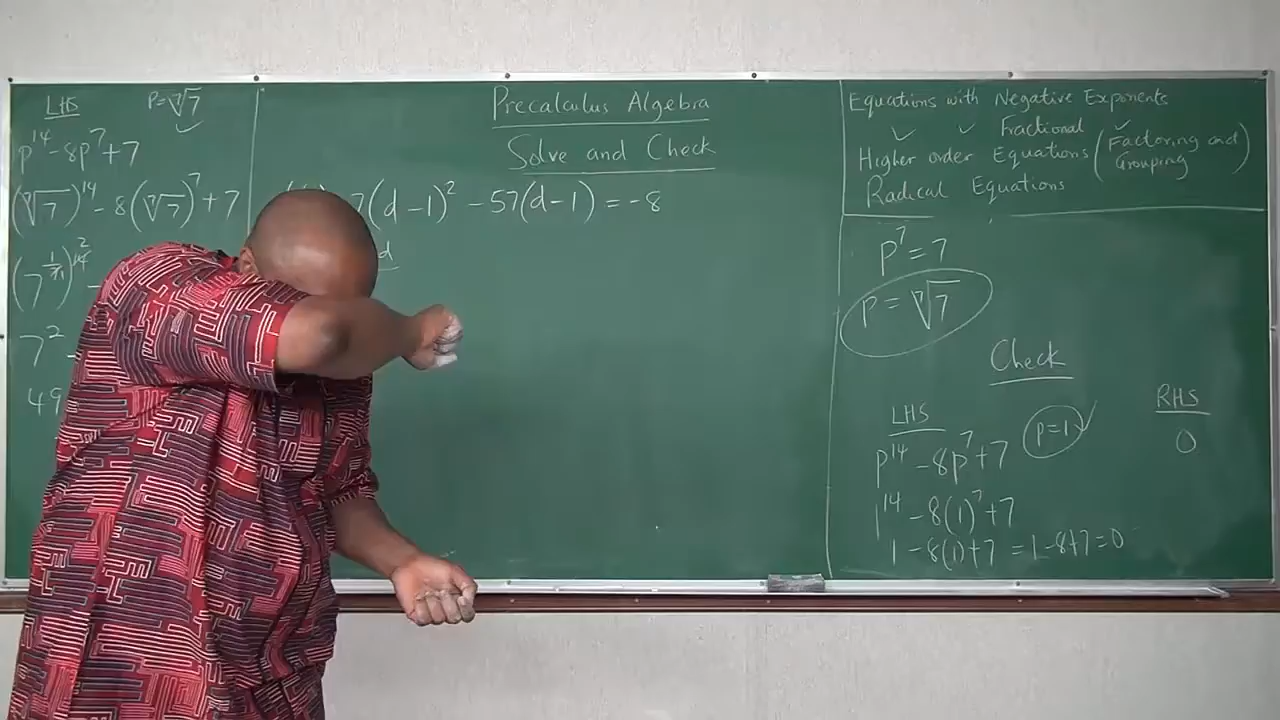 LHS P=⁷√7
p¹⁴-8p⁷+7
(⁷√7)¹⁴-8(⁷√7)⁷+7
7²
49
Precalculus Algebra
Solve and Check
7(d-1)²-57(d-1)=-8
d
Equations with Negative Exponents
Fractional
Higher order Equations (Factoring and
Grouping)
Radical Equations
p⁷=7
p=⁷√7
Check
LHS
p=1
RHS
0
p¹⁴-8p⁷+7
1¹⁴-8(1)⁷+7
1-8(1)+7=1-8+7=0